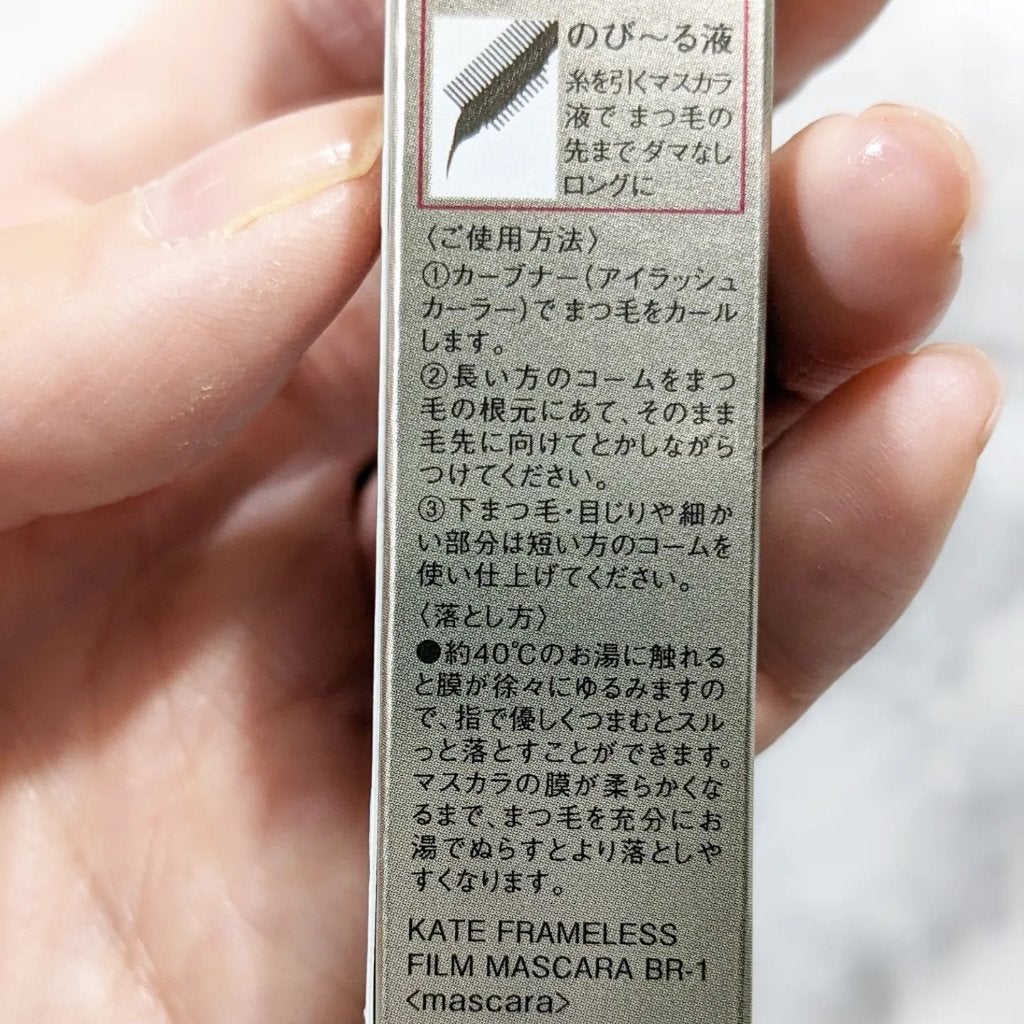 のび〜る液
糸を引くマスカラ
液で まつ毛の
先までダマなし
ロングに
〈ご使用方法〉
①カーブナー(アイラッシュ
カーラー)で まつ毛をカール
します。
②長い方のコームをまつ
毛の根元にあて、そのまま
毛先に向けてとかしながら
つけてください。
③下まつ毛・目じりや細か
い部分は短い方のコームを
使い仕上げてください。
〈落とし方〉
●約40℃のお湯に触れる
と膜が徐々にゆるみますの
で、指で優しくつまむとスル
っと落とすことができます。
マスカラの膜が柔らかくな
るまで、まつ毛を充分にお
湯でぬらすとより落としや
すくなります。
KATE FRAMELESS
FILM MASCARA BR-1
<mascara>